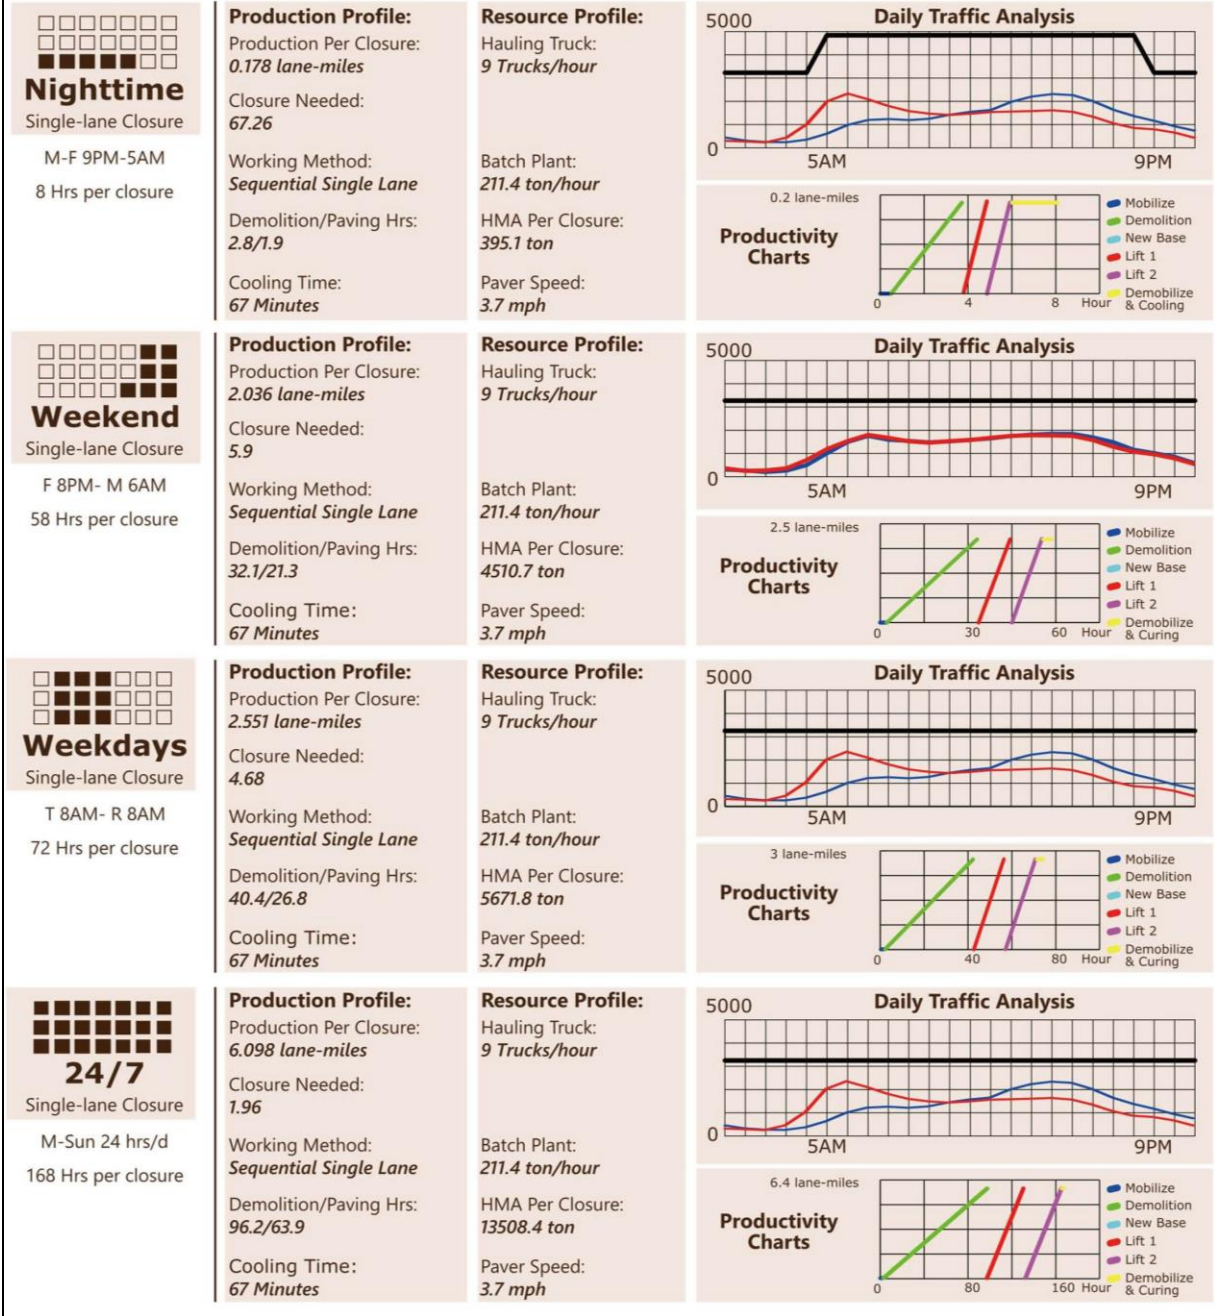 Nighttime
Single-lane Closure
M-F 9PM-5AM
8 Hrs per closure
Production Profile:
Production Per Closure:
0.178 lane-miles
Closure Needed:
67.26
Working Method:
Sequential Single Lane
Demolition/Paving Hrs:
2.8/1.9
Cooling Time:
67 Minutes
Resource Profile:
Hauling Truck:
9 Trucks/hour
Batch Plant:
211.4 ton/hour
HMA Per Closure:
395.1 ton
Paver Speed:
3.7 mph
Daily Traffic Analysis
5000
0
5AM
9PM
0.2 lane-miles
Productivity
Charts
0
4
8
Hour
Mobilize
Demolition
New Base
Lift 1
Lift 2
Demobilize
& Cooling
Weekend
Single-lane Closure
F 8PM- M 6AM
58 Hrs per closure
Production Profile:
Production Per Closure:
2.036 lane-miles
Closure Needed:
5.9
Working Method:
Sequential Single Lane
Demolition/Paving Hrs:
32.1/21.3
Cooling Time:
67 Minutes
Resource Profile:
Hauling Truck:
9 Trucks/hour
Batch Plant:
211.4 ton/hour
HMA Per Closure:
4510.7 ton
Paver Speed:
3.7 mph
Daily Traffic Analysis
5000
0
5AM
9PM
2.5 lane-miles
Productivity
Charts
0
30
60
Hour
Mobilize
Demolition
New Base
Lift 1
Lift 2
Demobilize
& Curing
Weekdays
Single-lane Closure
T 8AM- R 8AM
72 Hrs per closure
Production Profile:
Production Per Closure:
2.551 lane-miles
Closure Needed:
4.68
Working Method:
Sequential Single Lane
Demolition/Paving Hrs:
40.4/26.8
Cooling Time:
67 Minutes
Resource Profile:
Hauling Truck:
9 Trucks/hour
Batch Plant:
211.4 ton/hour
HMA Per Closure:
5671.8 ton
Paver Speed:
3.7 mph
Daily Traffic Analysis
5000
0
5AM
9PM
3 lane-miles
Productivity
Charts
0
40
80
Hour
Mobilize
Demolition
New Base
Lift 1
Lift 2
Demobilize
& Curing
24/7
Single-lane Closure
M-Sun 24 hrs/d
168 Hrs per closure
Production Profile:
Production Per Closure:
6.098 lane-miles
Closure Needed:
1.96
Working Method:
Sequential Single Lane
Demolition/Paving Hrs:
96.2/63.9
Cooling Time:
67 Minutes
Resource Profile:
Hauling Truck:
9 Trucks/hour
Batch Plant:
211.4 ton/hour
HMA Per Closure:
13508.4 ton
Paver Speed:
3.7 mph
Daily Traffic Analysis
5000
0
5AM
9PM
6.4 lane-miles
Productivity
Charts
0
80
160
Hour
Mobilize
Demolition
New Base
Lift 1
Lift 2
Demobilize
& Curing